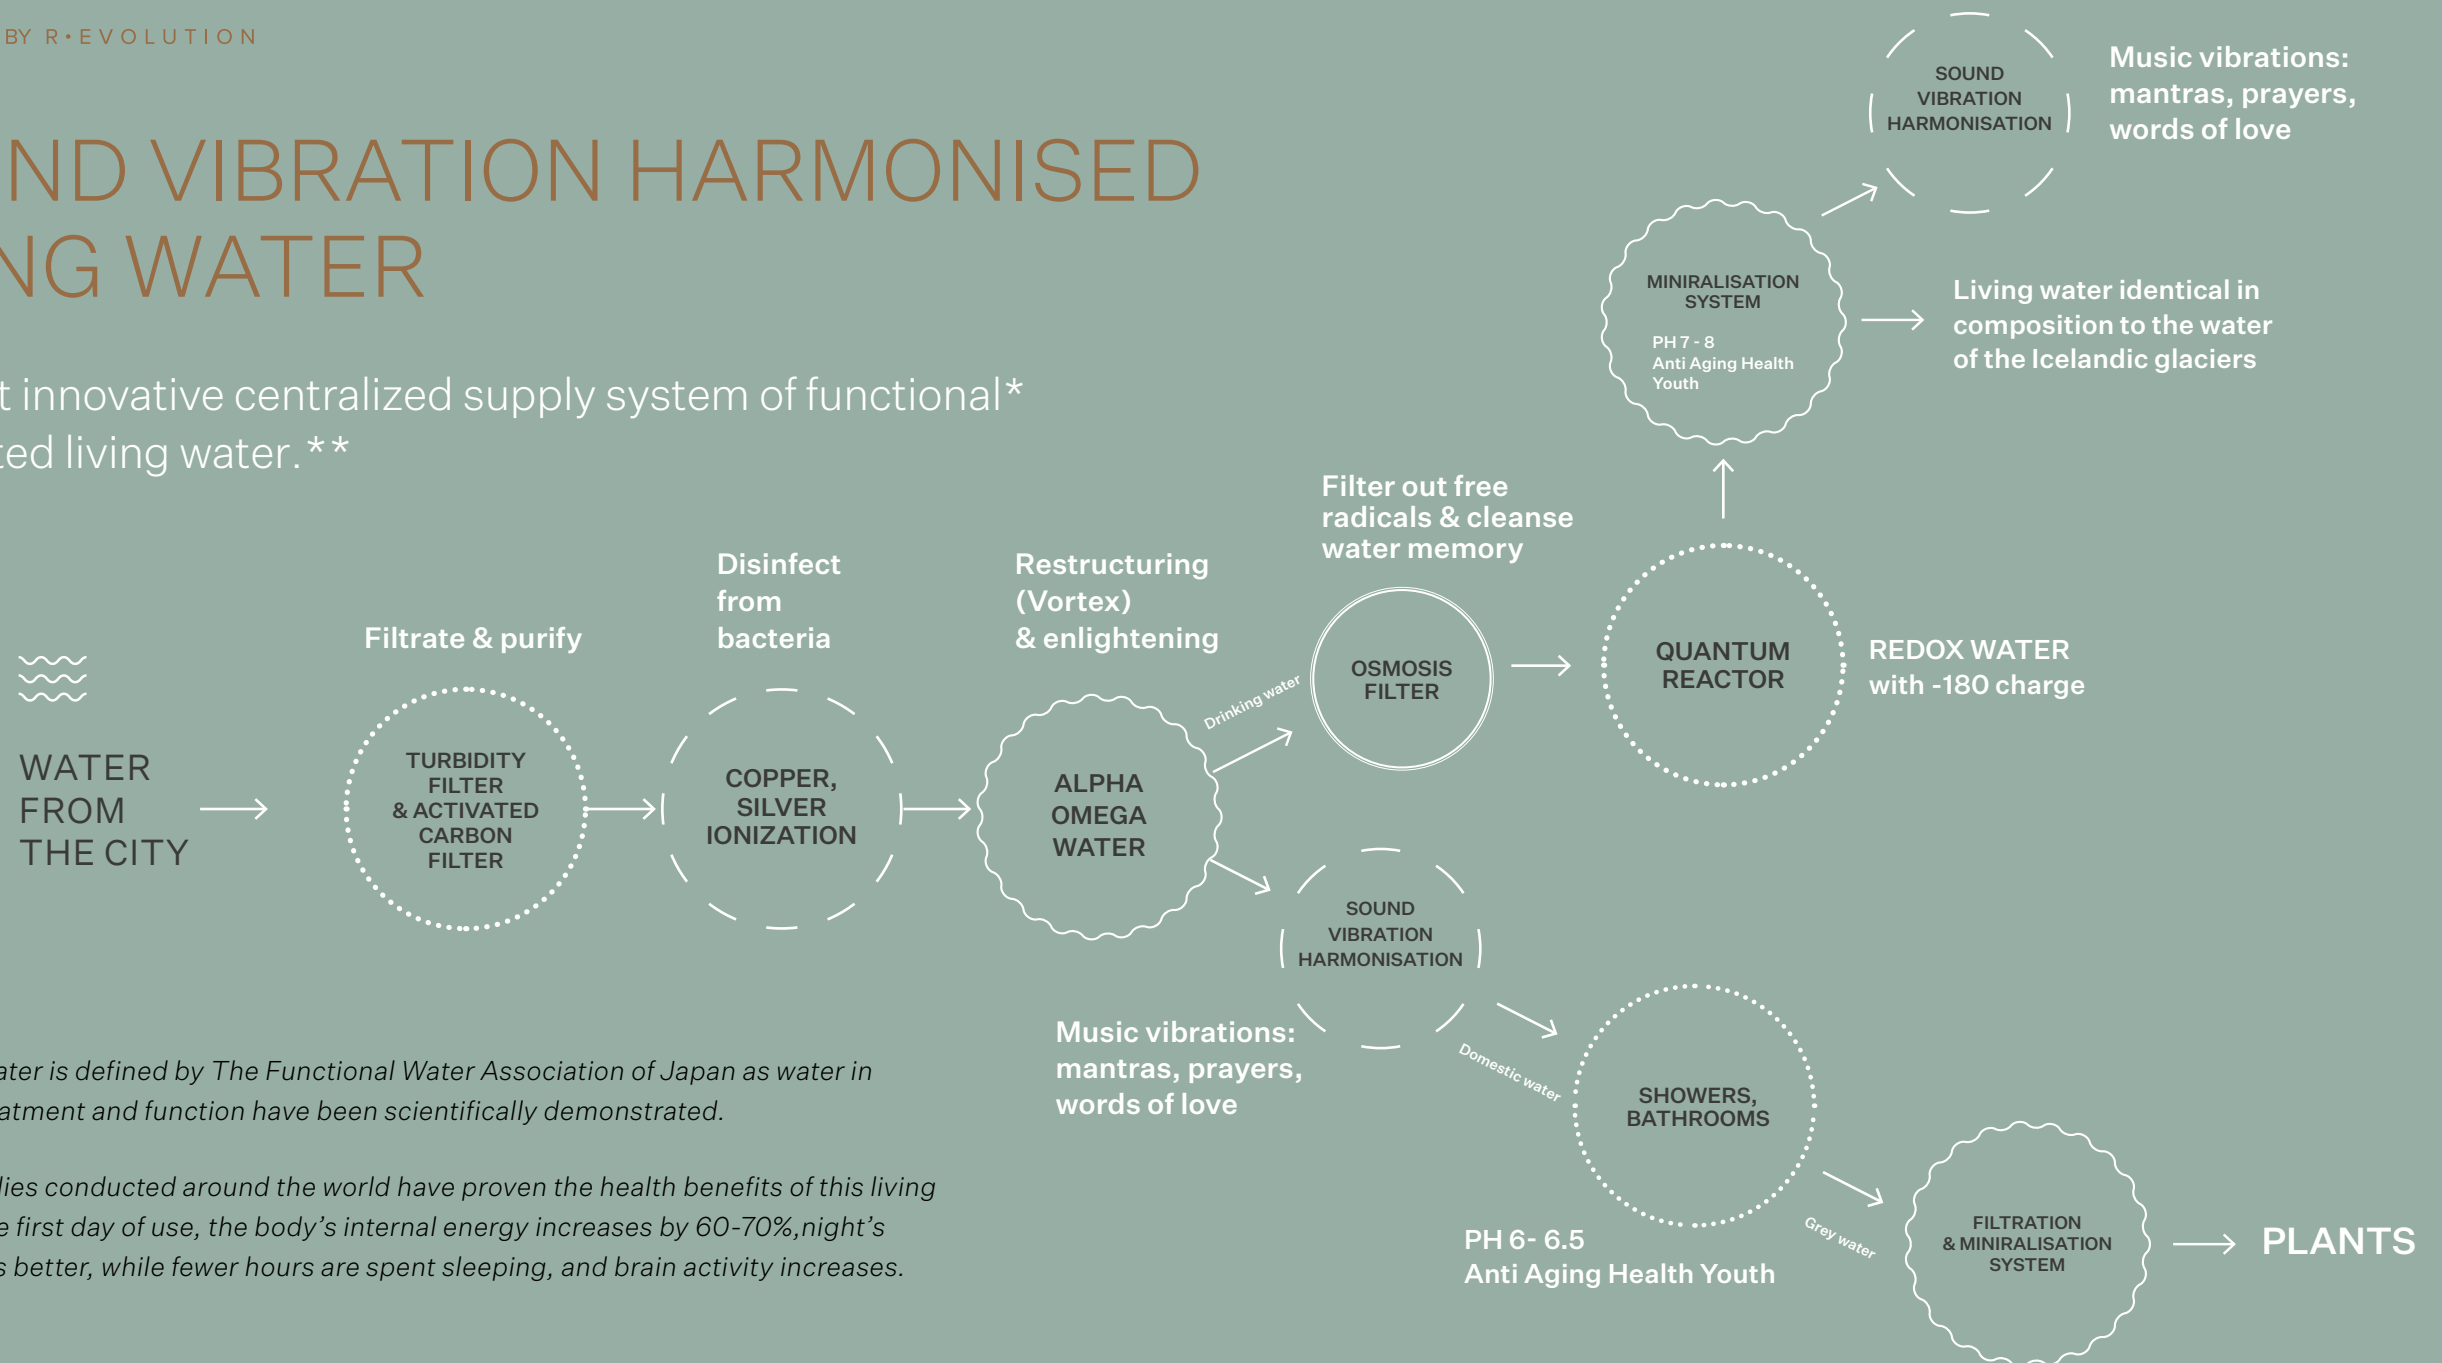 BY R•EVOLUTION
ND VIBRATION HARMONISED
NG WATER
t innovative centralized supply system of functional*
ted living water.**
WATER
FROM
THE CITY
Filtrate & purify
TURBIDITY
FILTER
& ACTIVATED
CARBON
FILTER
Disinfect
from
bacteria
COPPER,
SILVER
IONIZATION
Restructuring
(Vortex)
& enlightening
ALPHA
OMEGA
WATER
Drinking water
Filter out free
radicals & cleanse
water memory
OSMOSIS
FILTER
QUANTUM
REACTOR
REDOX WATER
with -180 charge
MINIRALISATION
SYSTEM
PH 7 - 8
Anti Aging Health
Youth
Living water identical in
composition to the water
of the Icelandic glaciers
SOUND
VIBRATION
HARMONISATION
Music vibrations:
mantras, prayers,
words of love
SOUND
VIBRATION
HARMONISATION
Music vibrations:
mantras, prayers,
words of love
Domestic water
SHOWERS,
BATHROOMS
PH 6- 6.5
Anti Aging Health Youth
Grey water
FILTRATION
& MINIRALISATION
SYSTEM
PLANTS
ater is defined by The Functional Water Association of Japan as water in
atment and function have been scientifically demonstrated.
lies conducted around the world have proven the health benefits of this living
e first day of use, the body's internal energy increases by 60-70%,night's
s better, while fewer hours are spent sleeping, and brain activity increases.